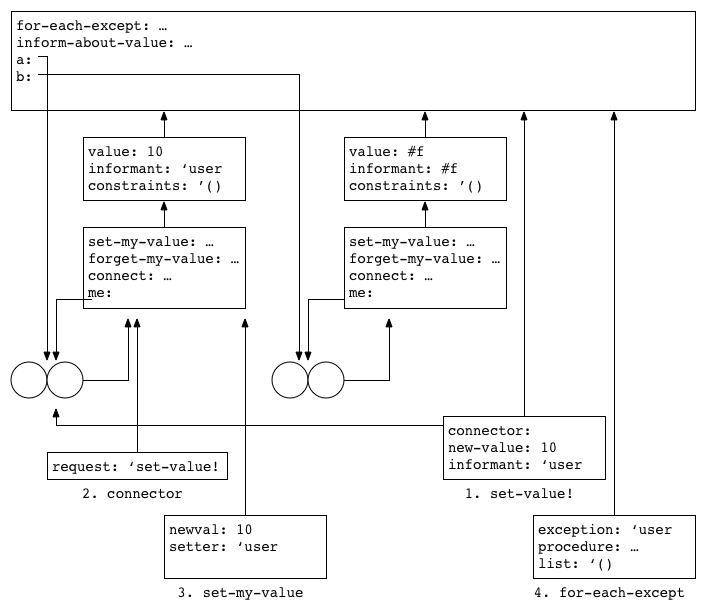 for-each-except: …
inform-about-value: …
a:
b:
value: 10
informant: ‘user
constraints: ’()
value: #f
informant: #f
constraints: ’()
set-my-value: …
forget-my-value: …
connect: …
me:
set-my-value: …
forget-my-value: …
connect: …
me:
connector:
new-value: 10
informant: ‘user
1. set-value!
request: ‘set-value!
2. connector
newval: 10
setter: ‘user
3. set-my-value
exception: ‘user
procedure: …
list: ‘()
4. for-each-except